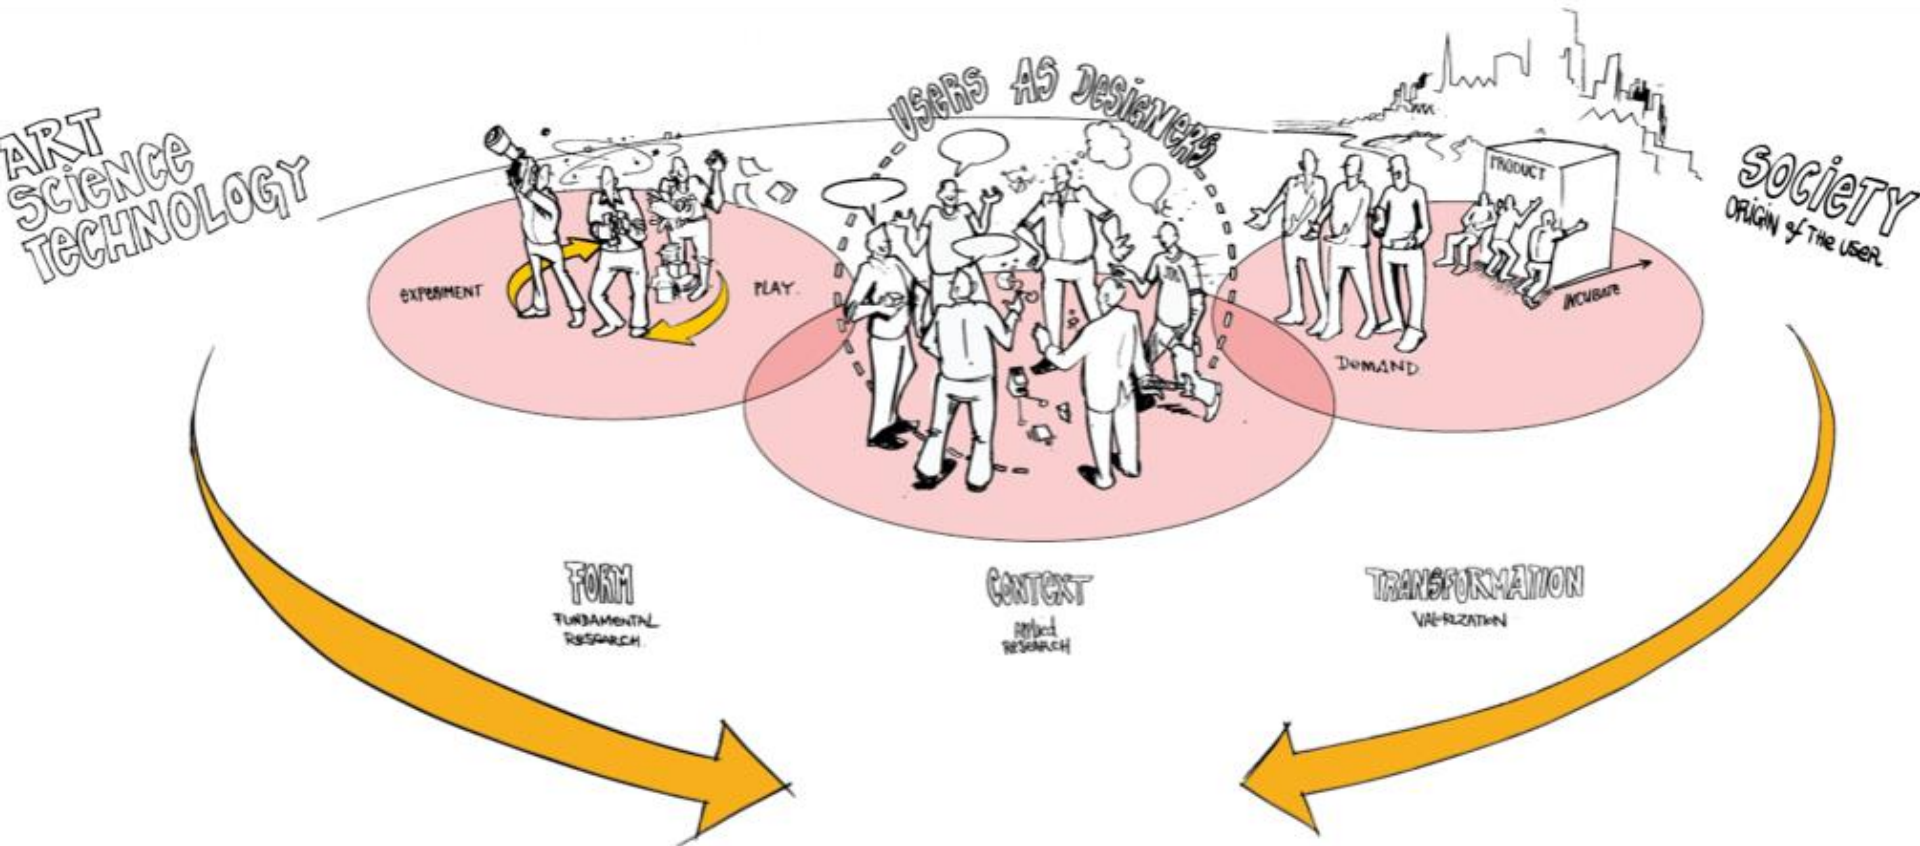 ART
SCIENCE
TECHNOLOGY
USERS AS DESIGNERS
SOCIETY
ORIGIN of THE USER.
EXPERIMENT
PLAY.
PRODUCT
INCUBATE
DEMAND
FORM
FUNDAMENTAL
RESEARCH.
CONTEXT
APPlied
RESEARCH
TRANSFORMATION
VALORIZATION